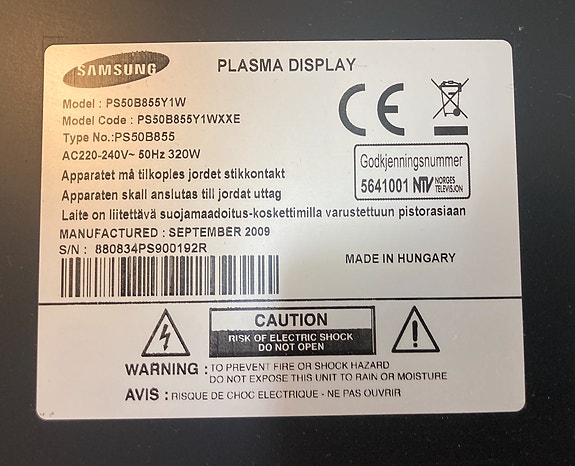 SAMSUNG
PLASMA DISPLAY
Model : PS50B855Y1W
Model Code : PS50B855Y1WXXE
Type No.:PS50B855
AC220-240V~ 50Hz 320W
Apparatet må tilkoples jordet stikkontakt
Apparaten skall anslutas till jordat uttag
Laite on liitettävä suojamaadoitus-koskettimilla varustettuun pistorasiaan
CE
Godkjenningsnummer
5641001 NTV NORGES TELEVISJON
MANUFACTURED : SEPTEMBER 2009
S/N : 880834PS900192R
MADE IN HUNGARY
CAUTION
RISK OF ELECTRIC SHOCK
DO NOT OPEN
WARNING : TO PREVENT FIRE OR SHOCK HAZARD
DO NOT EXPOSE THIS UNIT TO RAIN OR MOISTURE
AVIS : RISQUE DE CHOC ELECTRIQUE - NE PAS OUVRIR